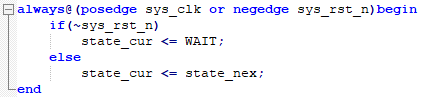 always@(posedge sys_clk or negedge sys_rst_n)begin
    if(~sys_rst_n)
        state_cur <= WAIT;
    else
        state_cur <= state_nex;
end